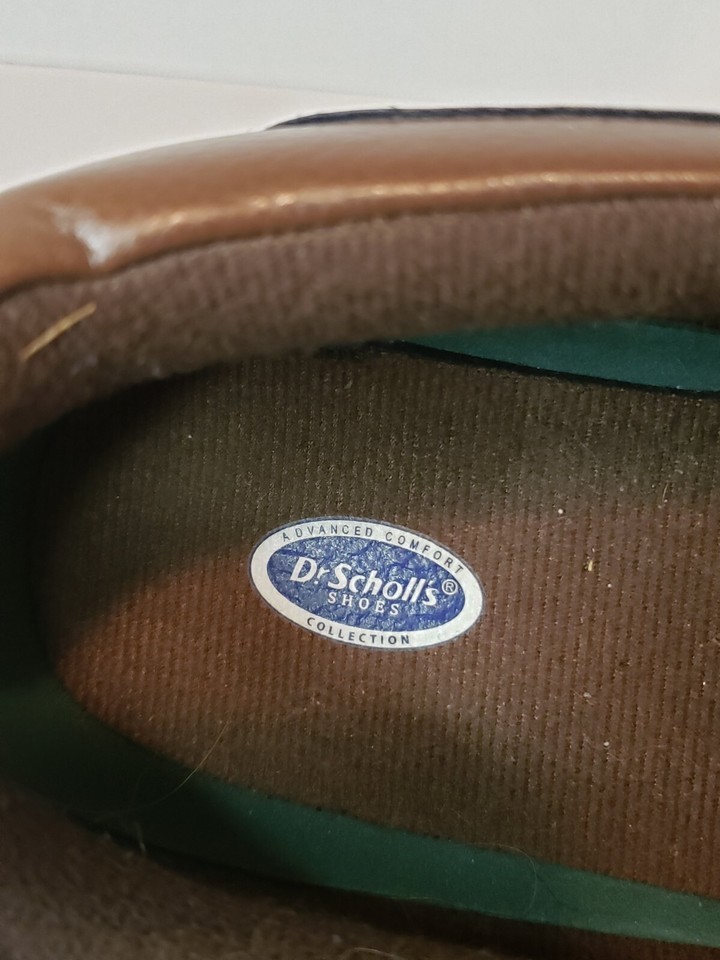 ADVANCED COMFORT
Dr Scholl's®
SHOES
COLLECTION